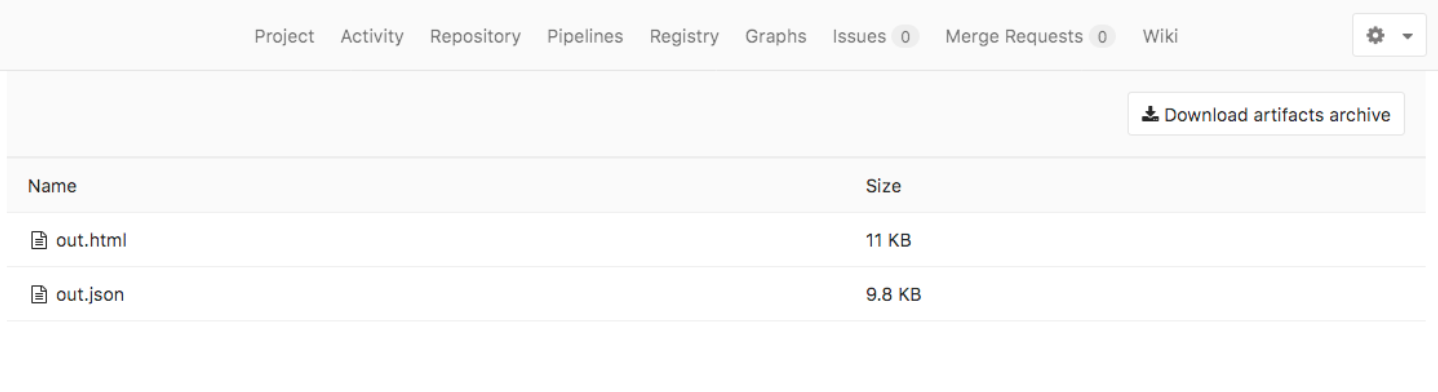 Project Activity Repository Pipelines Registry Graphs Issues 0 Merge Requests 0 Wiki
Download artifacts archive
Name Size
out.html 11 KB
out.json 9.8 KB